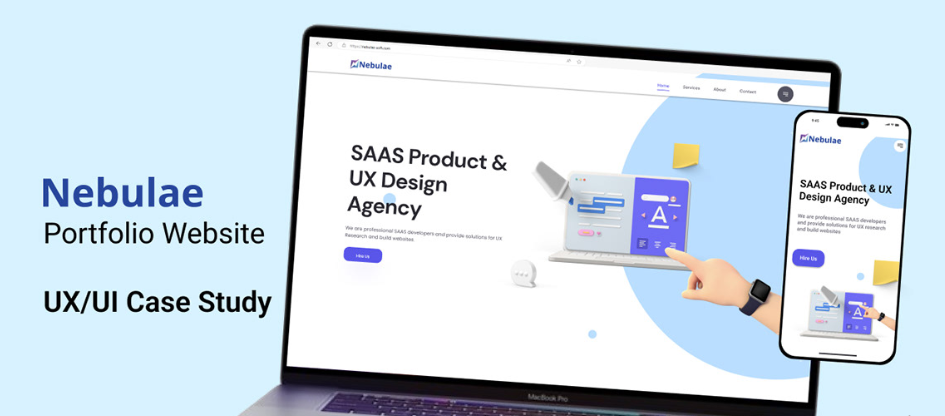 Nebulae
Portfolio Website
UX/UI Case Study
Nebulae
Home
Services
About
Contact
SAAS Product &
UX Design
Agency
We are professional SAAS developers and provide solutions for UX
Research and build websites
Hire Us
A
MacBook Pro
Nebulae
SAAS Product & UX
Design Agency
We are professional SAAS developers
and provide solutions for UX research
and build websites
Hire Us
A